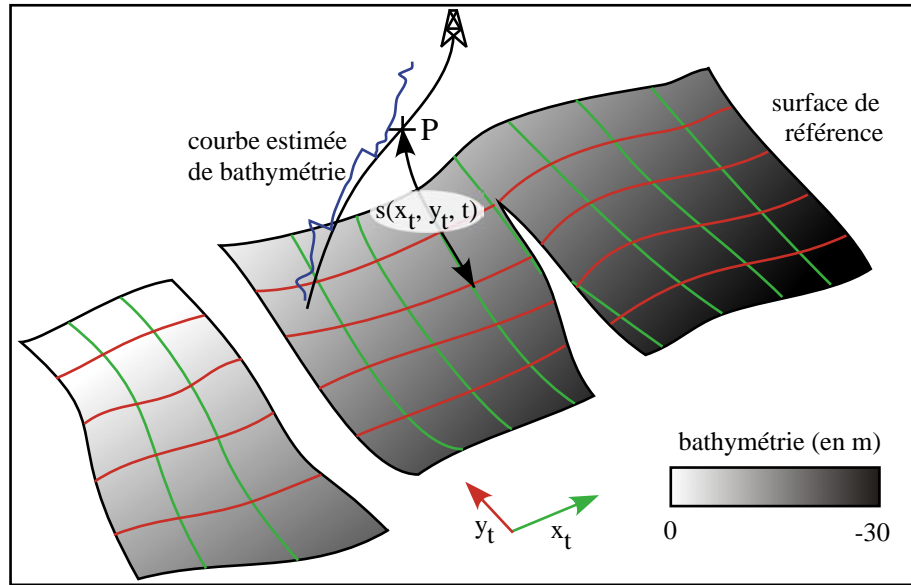 surface de
référence
P
courbe estimée
de bathymétrie
s(x_t, y_t, t)
bathymétrie (en m)
y_t
x_t
0
-30